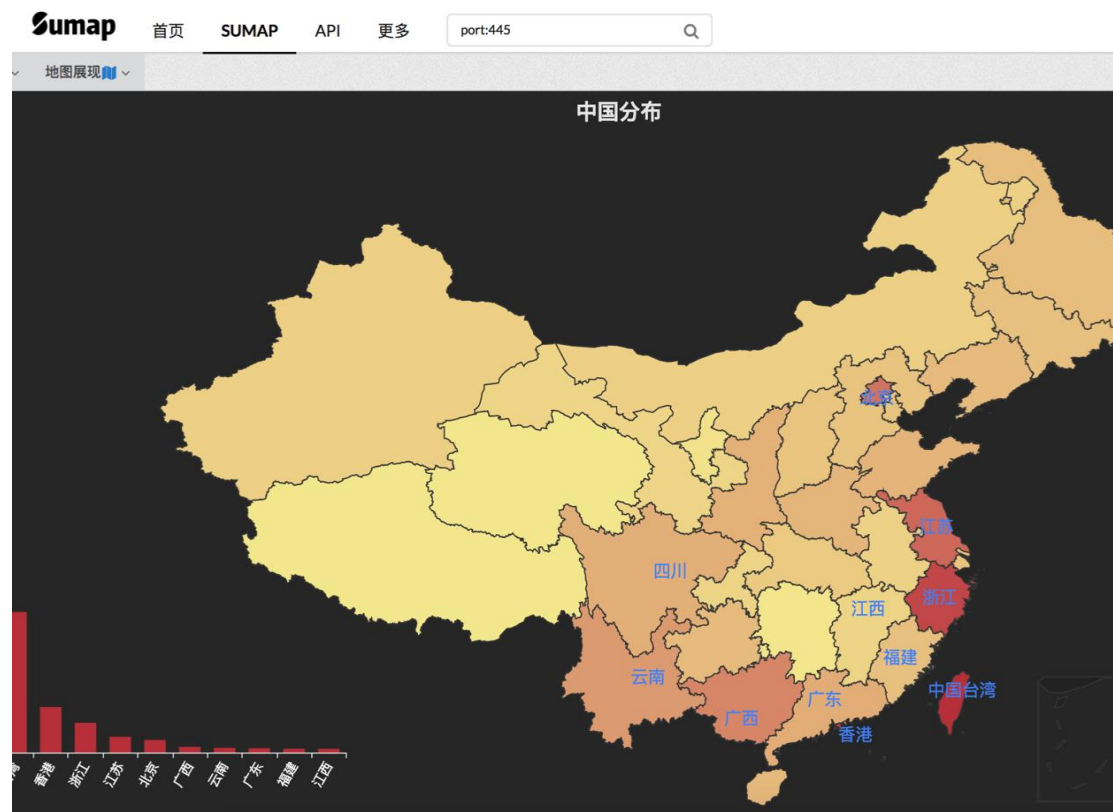 Sumap 首页 SUMAP API 更多 port:445
地图展现
中国分布
北京
江苏
四川
浙江
江西
福建
云南
中国台湾
广东
广西
香港
香港 浙江 江苏 北京 广西 云南 广东 福建 江西